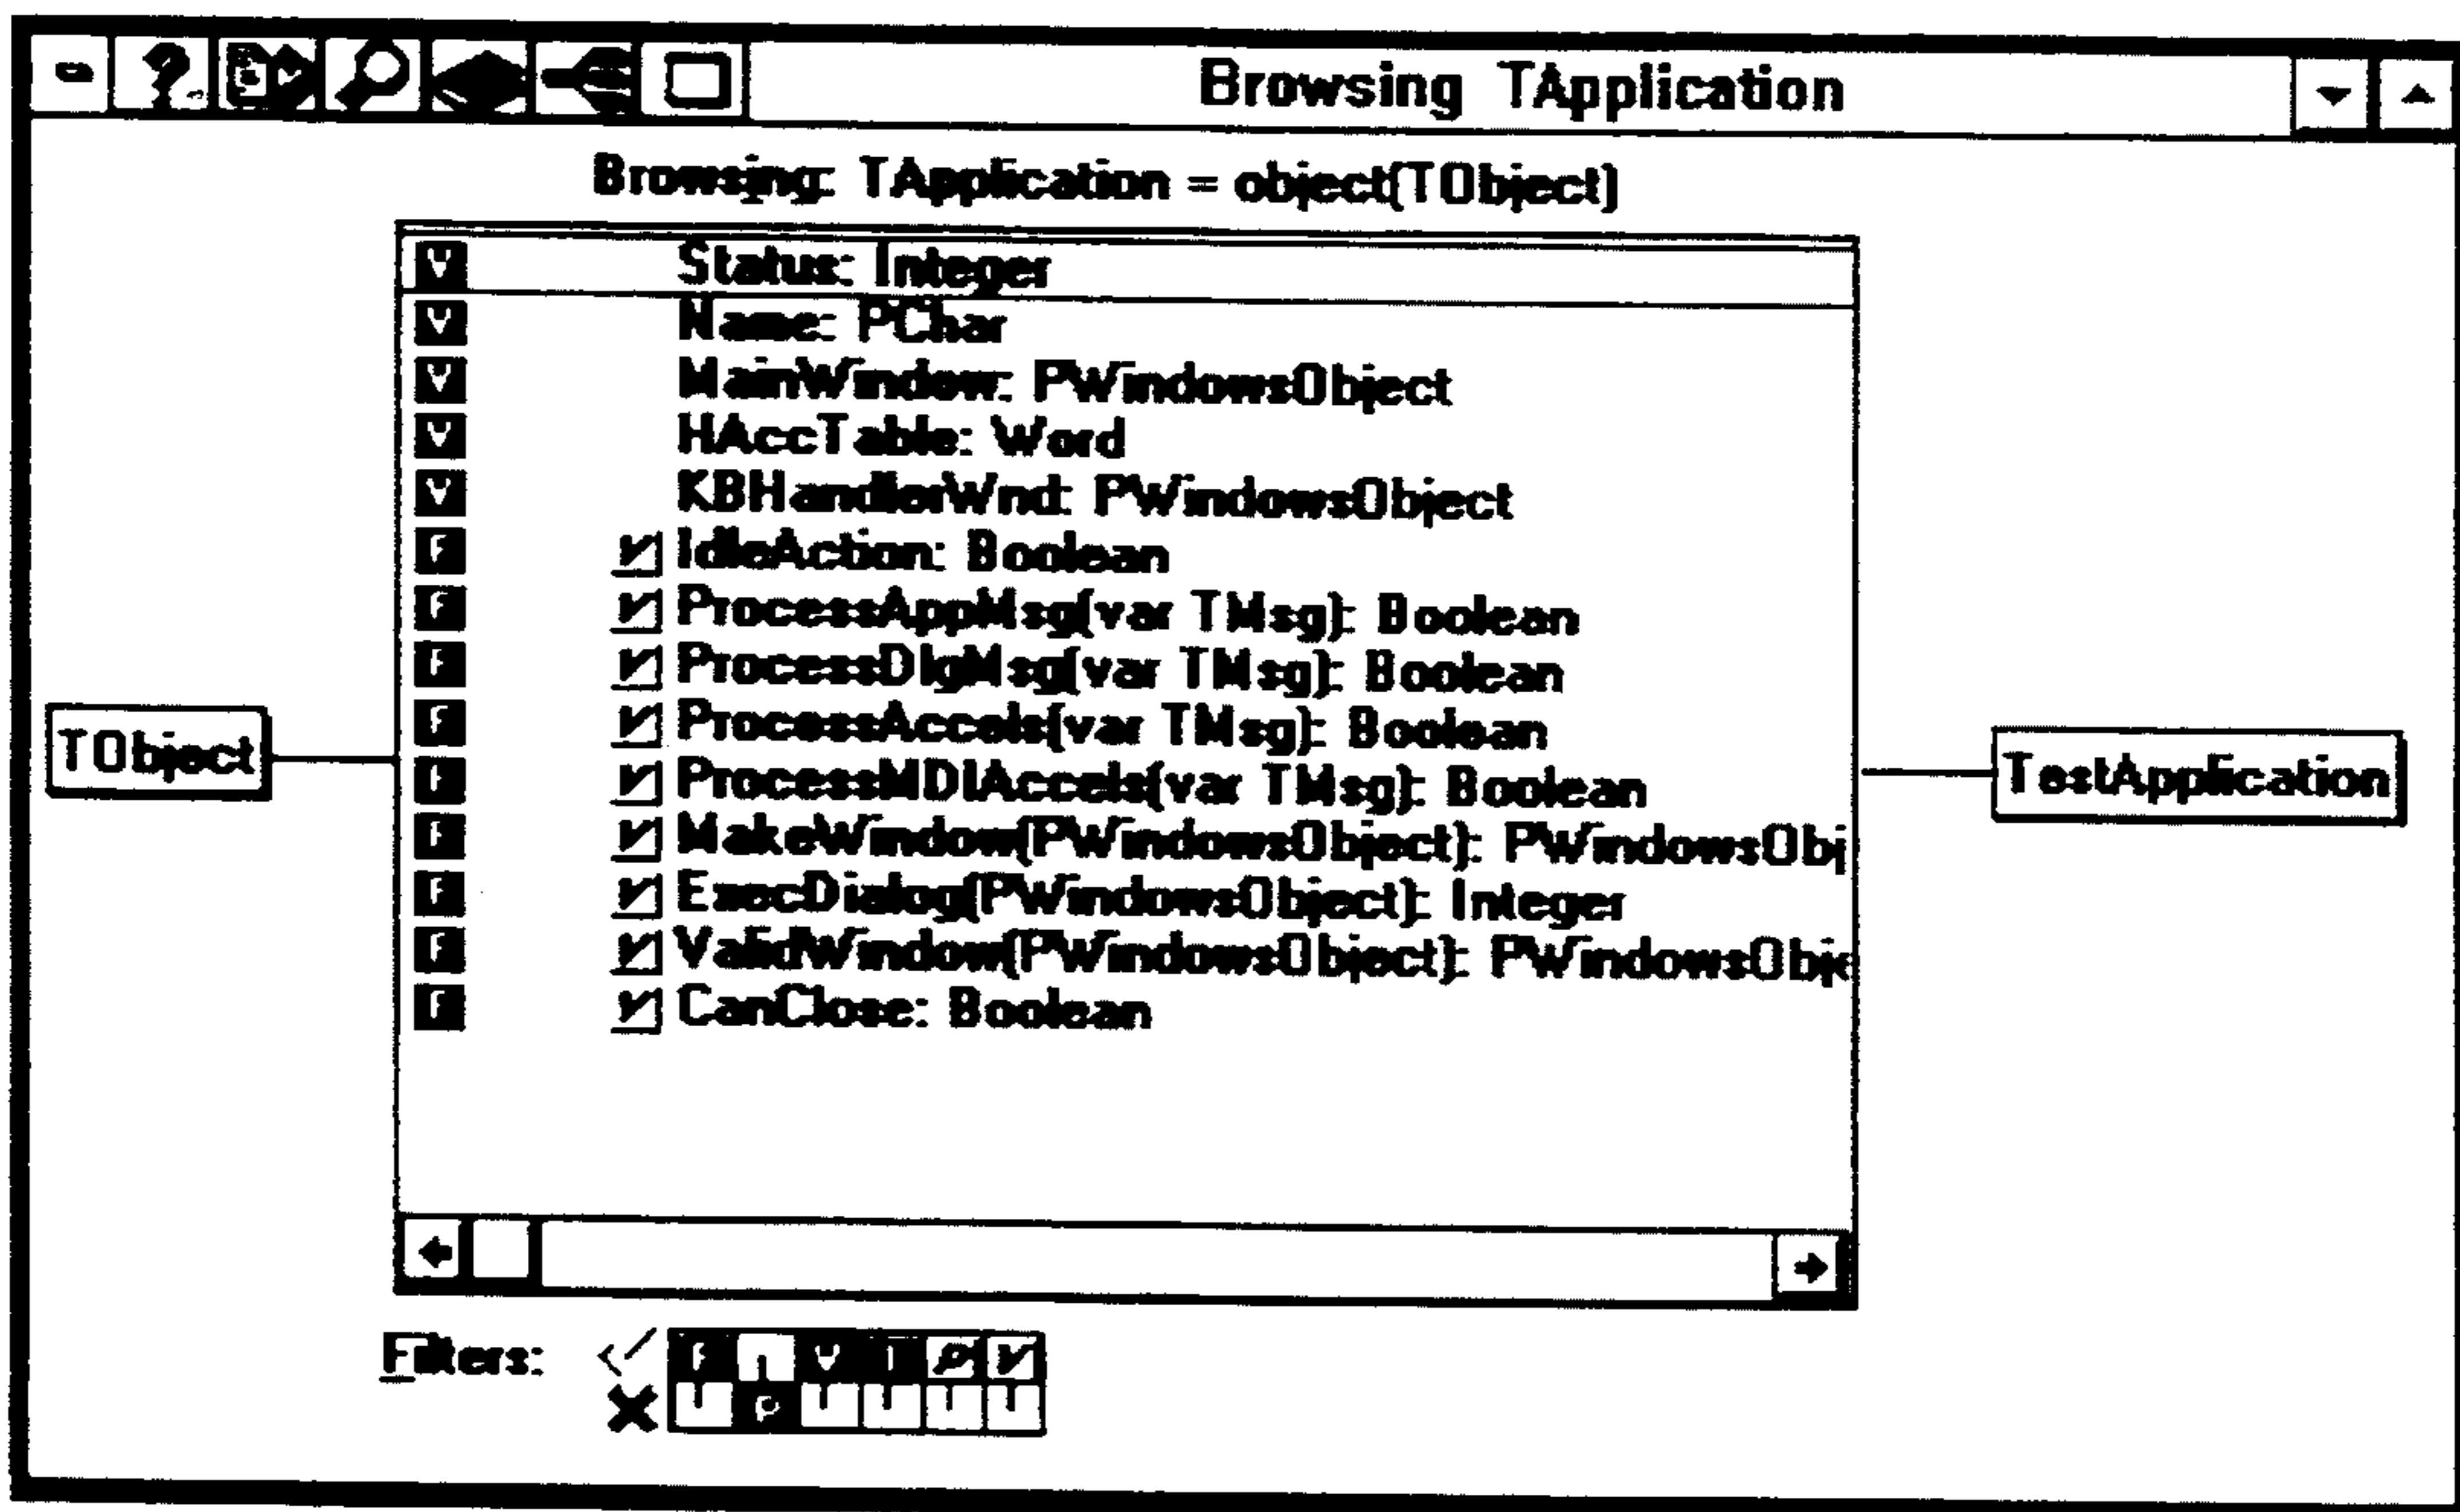 Browsing TApplication
Browsing: TApplication = object(TObject)
V Status: Integer
V Name: PChar
V MainWindow: PWindowsObject
V HAccTable: Word
V KBHandlerWnd: PWindowsObject
F V IdleAction: Boolean
F V ProcessAppMsg(var TMsg): Boolean
F V ProcessDlgMsg(var TMsg): Boolean
F V ProcessAccels(var TMsg): Boolean
F V ProcessMDIAccels(var TMsg): Boolean
F V MakeWindow(PWindowsObject): PWindowsObj
F V ExecDialog(PWindowsObject): Integer
F V ValidWindow(PWindowsObject): PWindowsObj
F V CanClose: Boolean
TObject
TestApplication
Filters: F V T V
P